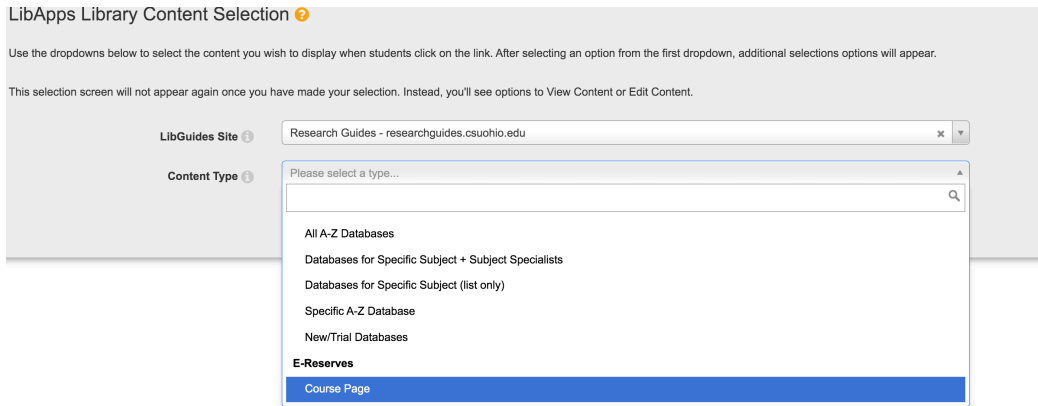 LibApps Library Content Selection ?
Use the dropdowns below to select the content you wish to display when students click on the link. After selecting an option from the first dropdown, additional selections options will appear.
This selection screen will not appear again once you have made your selection. Instead, you'll see options to View Content or Edit Content.
LibGuides Site i Research Guides - researchguides.csuohio.edu
Content Type i Please select a type...
All A-Z Databases
Databases for Specific Subject + Subject Specialists
Databases for Specific Subject (list only)
Specific A-Z Database
New/Trial Databases
E-Reserves
Course Page